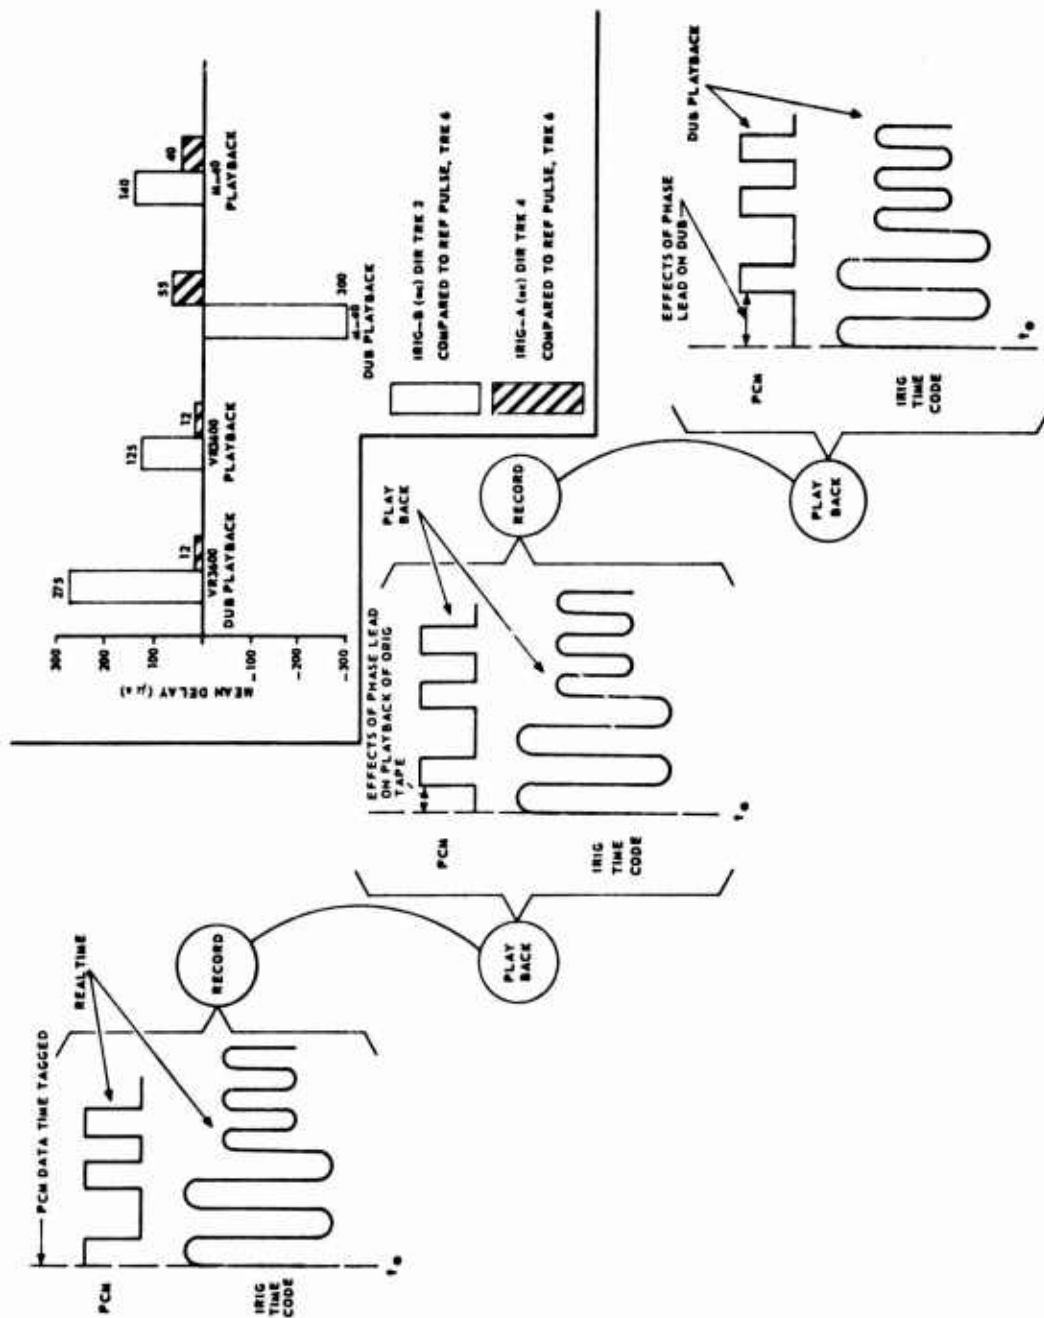 PCM DATA TIME TAGGED
REAL TIME
PCM
IRIG
TIME
CODE
t₀
RECORD
PLAY
BACK
EFFECTS OF PHASE LEAD
ON PLAYBACK OF ORIG
TAPE
PLAY
BACK
PCM
IRIG
TIME
CODE
t₀
RECORD
PLAY
BACK
EFFECTS OF PHASE
LEAD ON DUB
DUB PLAYBACK
PCM
IRIG
TIME
CODE
t₀
MEAN DELAY (μs)
300
200
100
-100
-200
-300
275
12
VR3600
DUB PLAYBACK
125
12
VR3600
PLAYBACK
55
300
M-40
DUB PLAYBACK
140
40
M-40
PLAYBACK
IRIG-B (ac) DIR TRK 2
COMPARED TO REF PULSE, TRK 6
IRIG-A (ac) DIR TRK 4
COMPARED TO REF PULSE, TRK 6